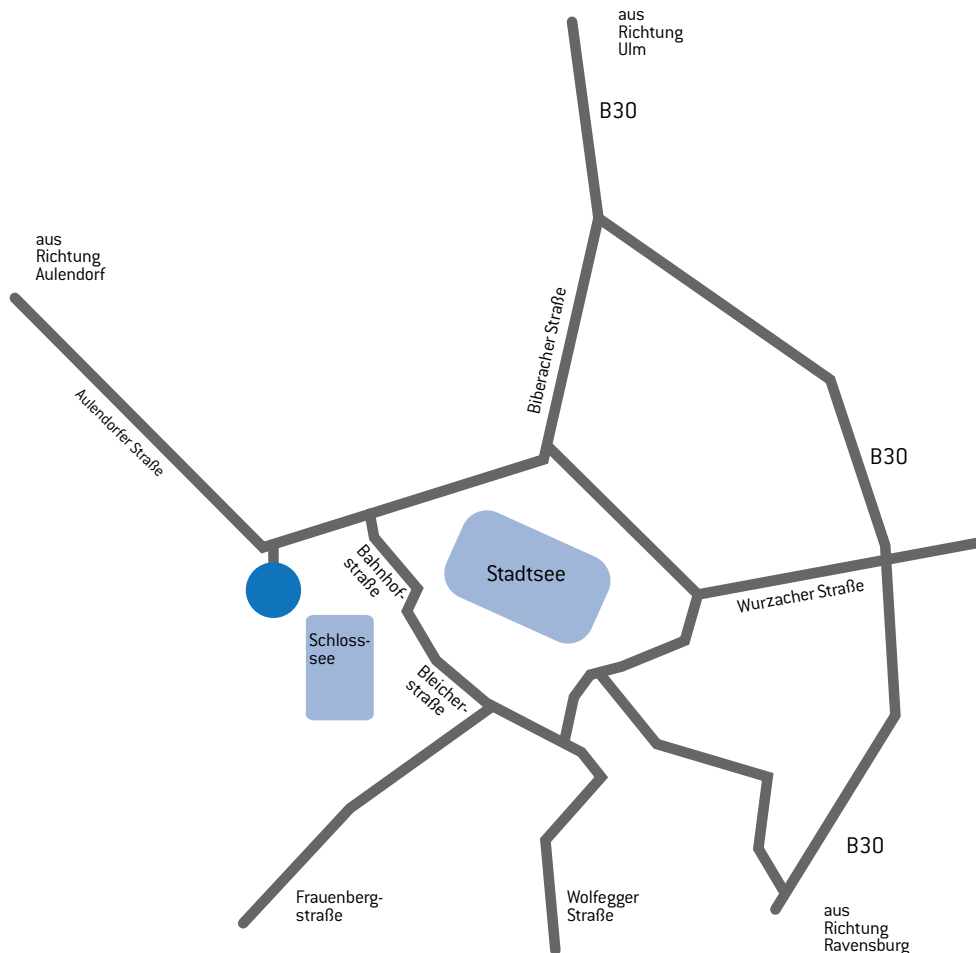 aus
Richtung
Ulm
B30
aus
Richtung
Aulendorf
Biberacher Straße
Aulendorfer Straße
B30
Bahnhof-
straße
Stadtsee
Wurzacher Straße
Schloss-
see
Bleicher-
straße
B30
Frauenberg-
straße
Wolfegger
Straße
aus
Richtung
Ravensburg